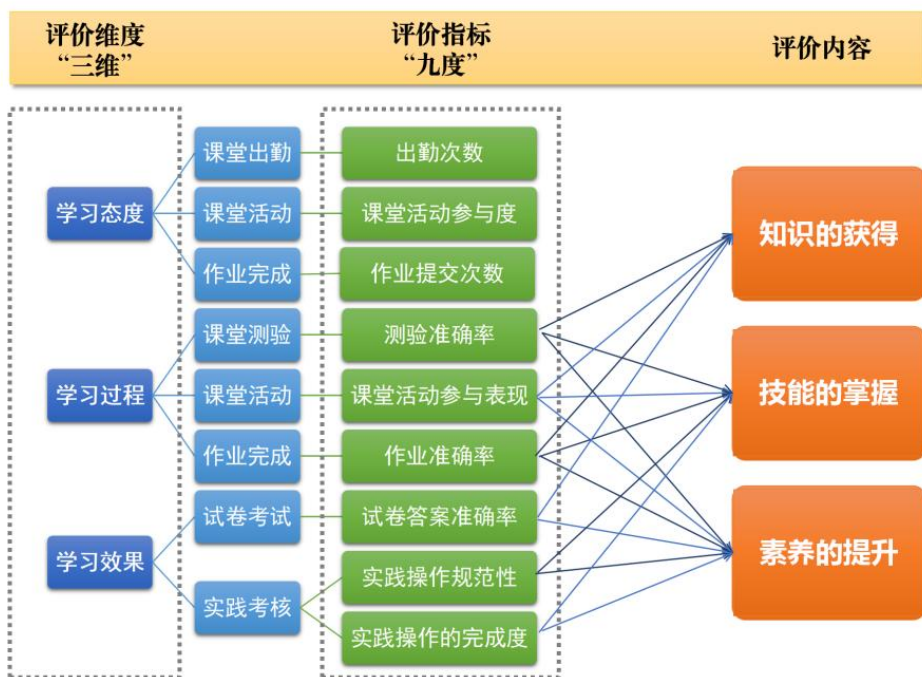 评价维度
“三维”
评价指标
“九度”
评价内容
学习态度
课堂出勤
出勤次数
课堂活动
课堂活动参与度
作业完成
作业提交次数
学习过程
课堂测验
测验准确率
课堂活动
课堂活动参与表现
作业完成
作业准确率
学习效果
试卷考试
试卷答案准确率
实践考核
实践操作规范性
实践操作的完成度
知识的获得
技能的掌握
素养的提升